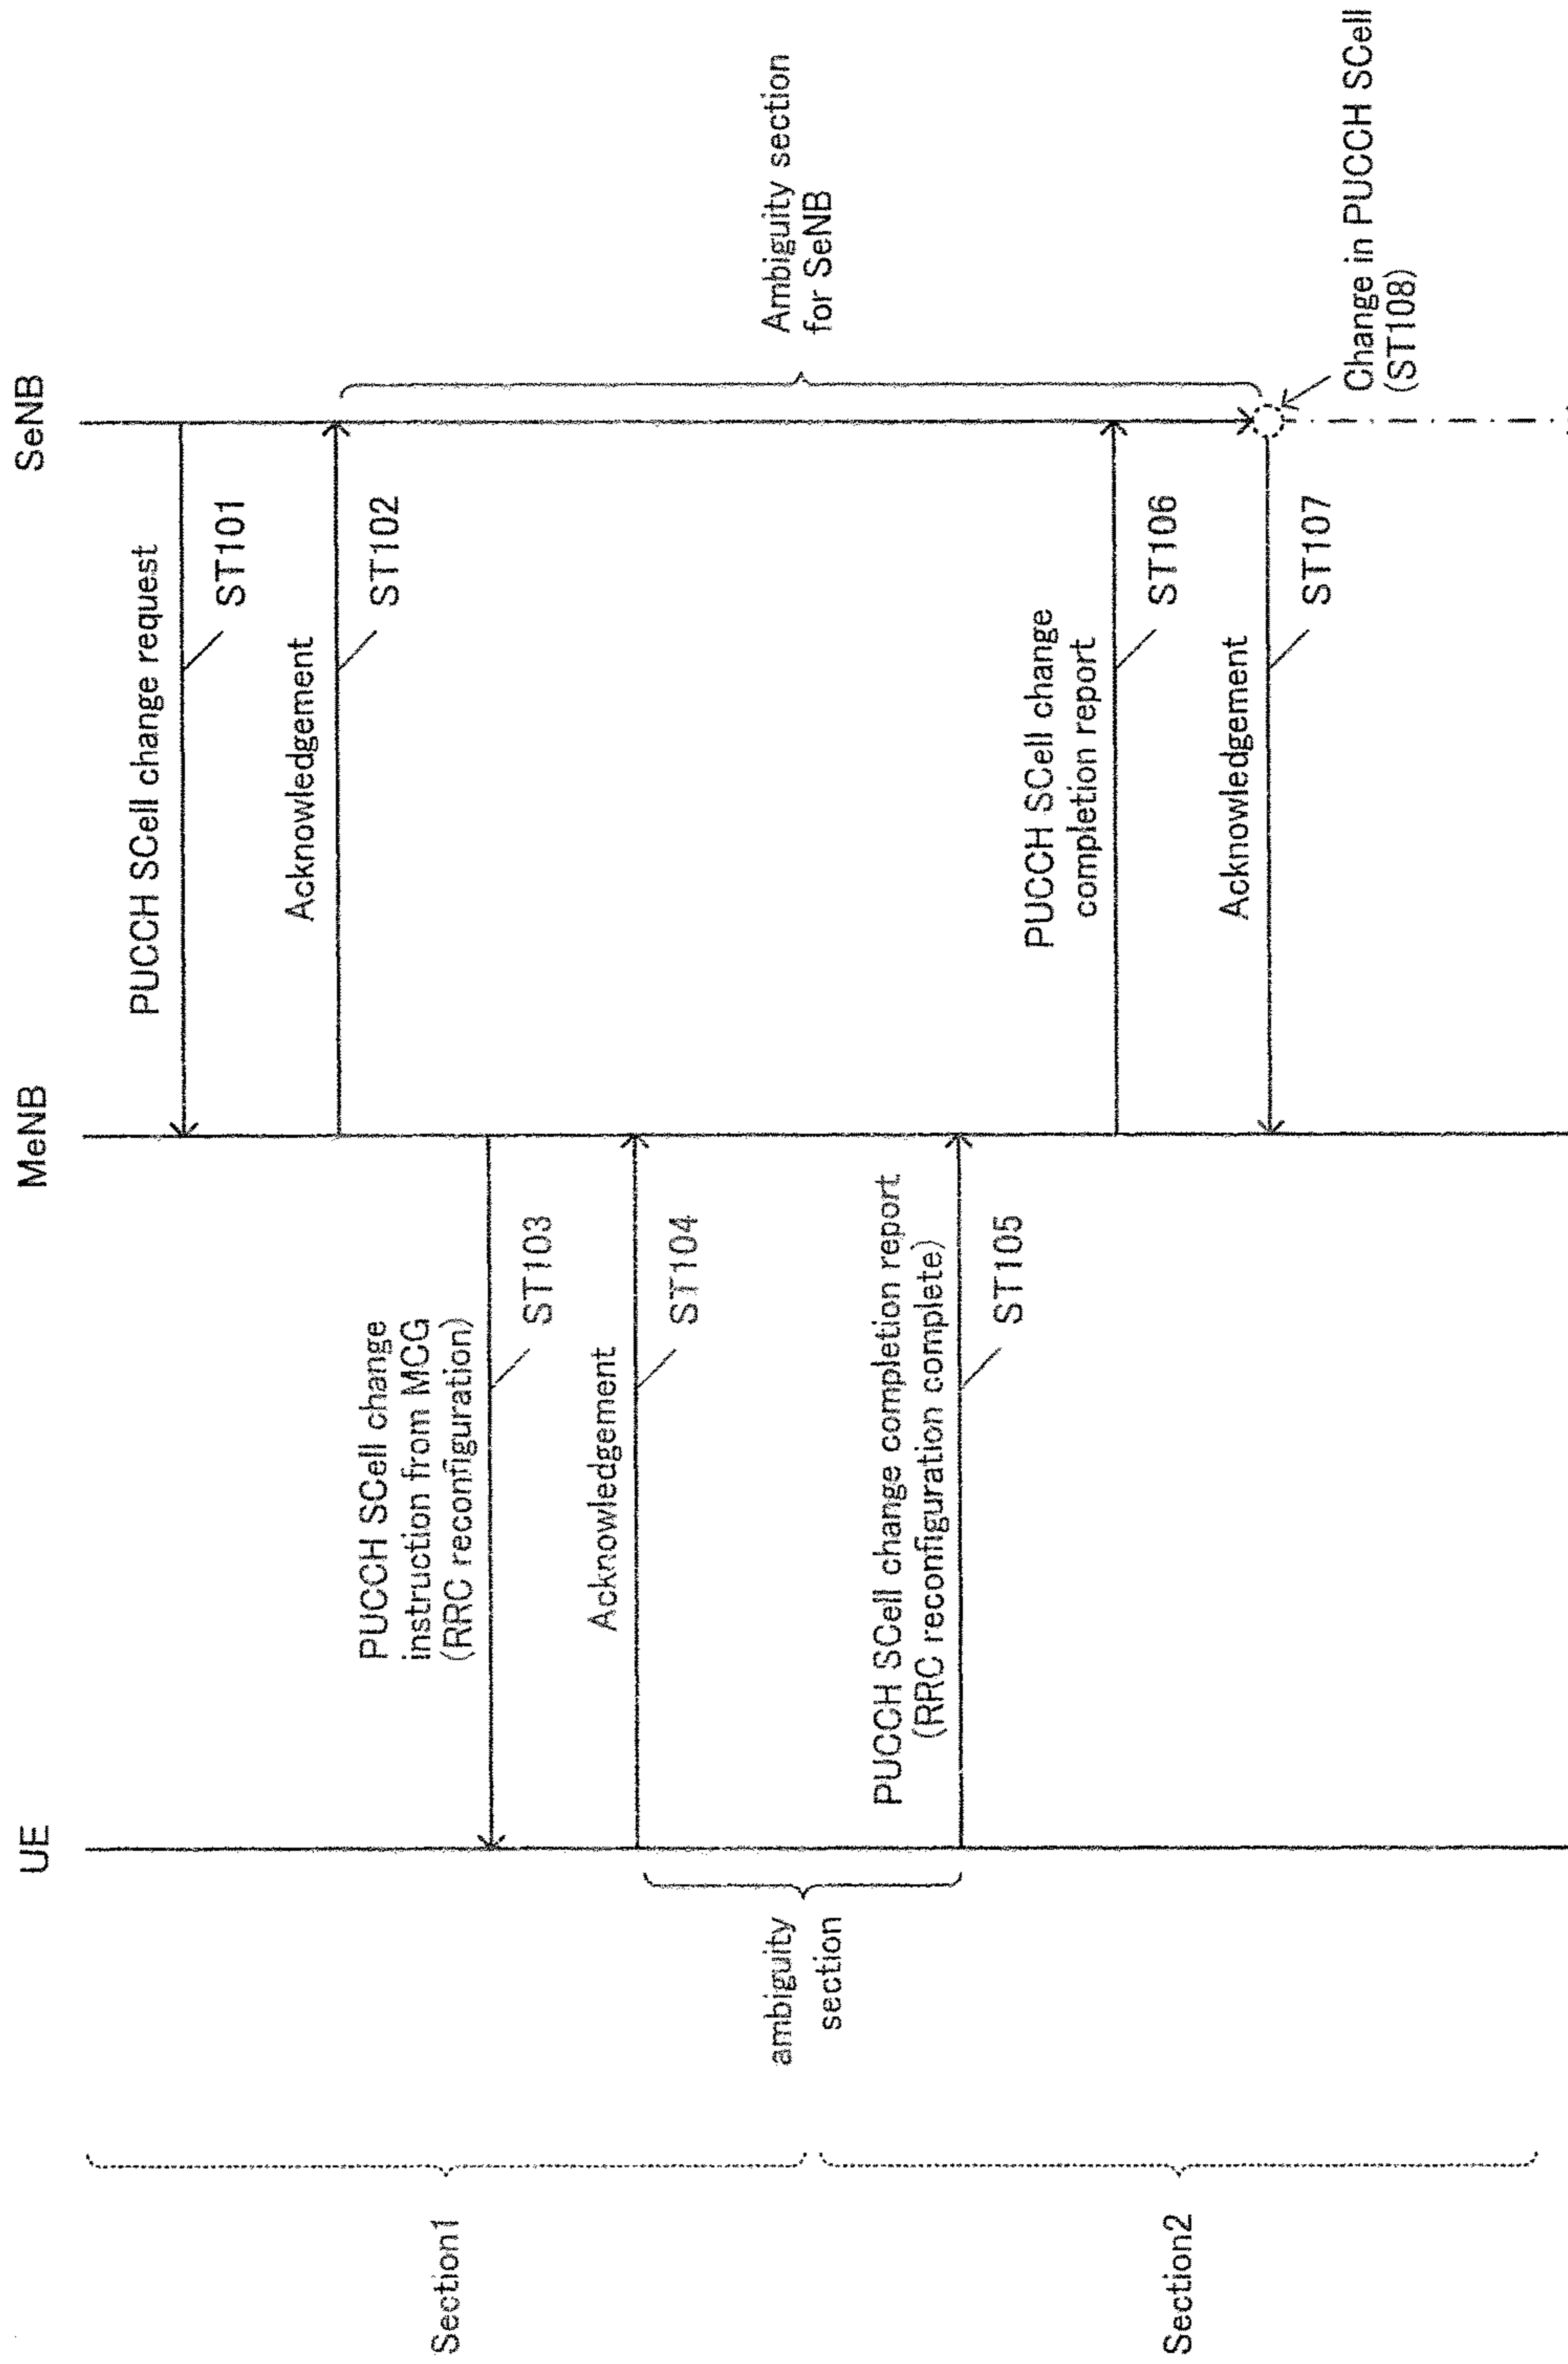 UE
MeNB
SeNB
PUCCH SCell change request
ST101
Acknowledgement
ST102
PUCCH SCell change
instruction from MCG
(RRC reconfiguration)
ST103
Acknowledgement
ST104
Section1
ambiguity
section
Ambiguity section
for SeNB
PUCCH SCell change completion report
(RRC reconfiguration complete)
ST105
PUCCH SCell change
completion report
ST106
Acknowledgement
ST107
Section2
Change in PUCCH SCell
(ST108)